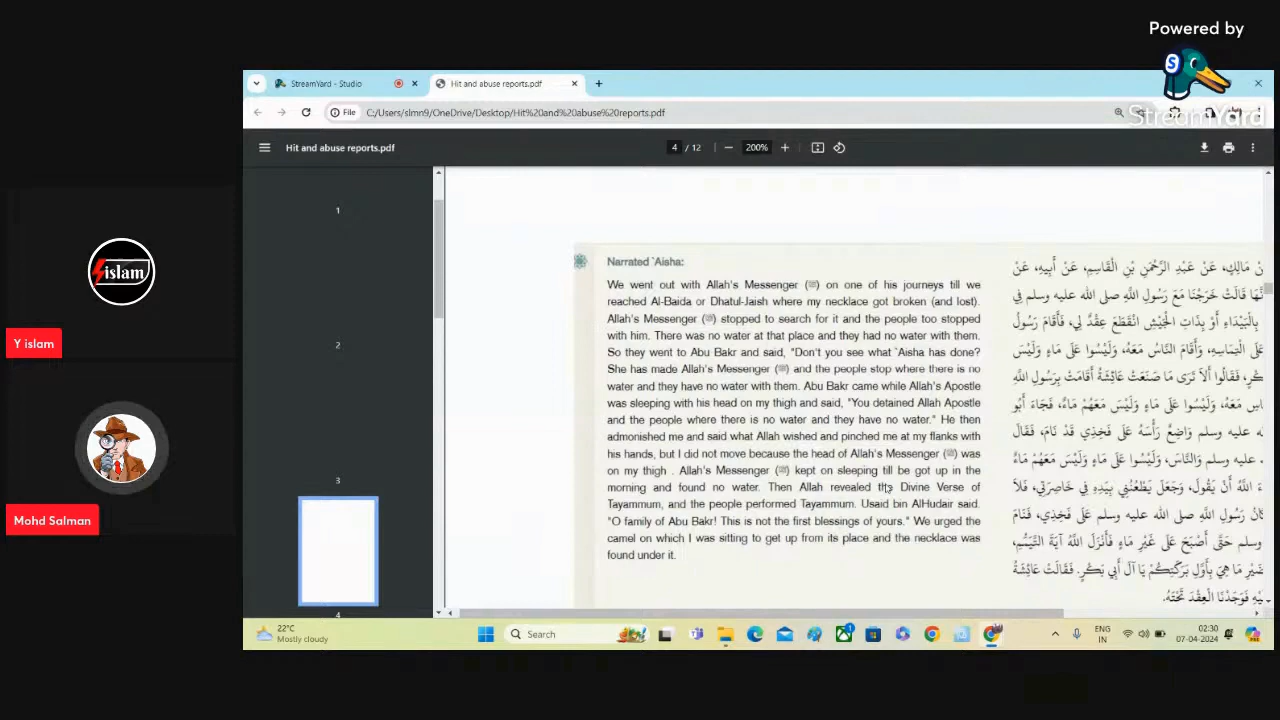 Powered by
StreamYard
StreamYard - Studio
Hit and abuse reports.pdf
File
C:/Users/slmn9/OneDrive/Desktop/Hit%20and%20abuse%20reports.pdf
Hit and abuse reports.pdf
4 / 12
200%
1
2
3
4
Narrated `Aisha:
We went out with Allah's Messenger (ﷺ) on one of his journeys till we
reached Al-Baida or Dhatul-Jaish where my necklace got broken (and lost).
Allah's Messenger (ﷺ) stopped to search for it and the people too stopped
with him. There was no water at that place and they had no water with them.
So they went to Abu Bakr and said, "Don't you see what `Aisha has done?
She has made Allah's Messenger (ﷺ) and the people stop where there is no
water and they have no water with them. Abu Bakr came while Allah's Apostle
was sleeping with his head on my thigh and said, "You detained Allah Apostle
and the people where there is no water and they have no water." He then
admonished me and said what Allah wished and pinched me at my flanks with
his hands, but I did not move because the head of Allah's Messenger (ﷺ) was
on my thigh . Allah's Messenger (ﷺ) kept on sleeping till be got up in the
morning and found no water. Then Allah revealed the Divine Verse of
Tayammum, and the people performed Tayammum. Usaid bin AlHudair said.
"O family of Abu Bakr! This is not the first blessings of yours." We urged the
camel on which I was sitting to get up from its place and the necklace was
found under it.
مَالِكٍ، عَنْ عَبْدِ الرَّحْمَنِ بْنِ الْقَاسِمِ، عَنْ أَبِيهِ، عَنْ
قَالَتْ خَرَجْنَا مَعَ رَسُولِ اللَّهِ صلى الله عليه وسلم فِي
بِالْبَيْدَاءِ أَوْ بِذَاتِ الْجَيْشِ انْقَطَعَ عِقْدٌ لِي، فَأَقَامَ رَسُولُ
عَلَى الْتِمَاسِهِ، وَأَقَامَ النَّاسُ مَعَهُ، وَلَيْسُوا عَلَى مَاءٍ وَلَيْسَ
فَقَالُوا أَلاَ تَرَى مَا صَنَعَتْ عَائِشَةُ أَقَامَتْ بِرَسُولِ اللَّهِ
مَعَهُ، وَلَيْسُوا عَلَى مَاءٍ وَلَيْسَ مَعَهُمْ مَاءٌ، فَجَاءَ أَبُو
عليه وسلم وَاضِعٌ رَأْسَهُ عَلَى فَخِذِي قَدْ نَامَ، فَقَالَ
عليه وسلم وَالنَّاسَ، وَلَيْسُوا عَلَى مَاءٍ وَلَيْسَ مَعَهُمْ مَاءٌ
اللَّهُ أَنْ يَقُولَ، وَجَعَلَ يَطْعُنُنِي بِيَدِهِ فِي خَاصِرَتِي، فَلاَ
رَسُولِ اللَّهِ صلى الله عليه وسلم عَلَى فَخِذِي، فَنَامَ
وسلم حَتَّى أَصْبَحَ عَلَى غَيْرِ مَاءٍ فَأَنْزَلَ اللَّهُ آيَةَ التَّيَمُّمِ،
مَا هِيَ بِأَوَّلِ بَرَكَتِكُمْ يَا آلَ أَبِي بَكْرٍ. فَقَالَتْ عَائِشَةُ
فَوَجَدْنَا الْعِقْدَ تَحْتَهُ.
islam
Y islam
Mohd Salman
22°C
Mostly cloudy
Search
ENG
IN
02:30
07-04-2024